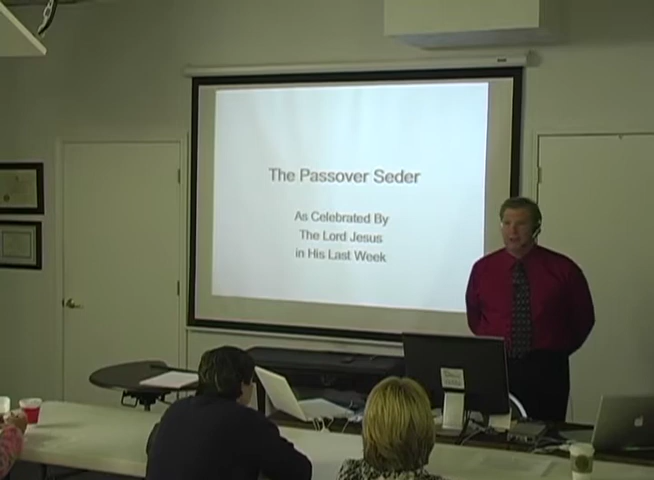 The Passover Seder
As Celebrated By
The Lord Jesus
in His Last Week